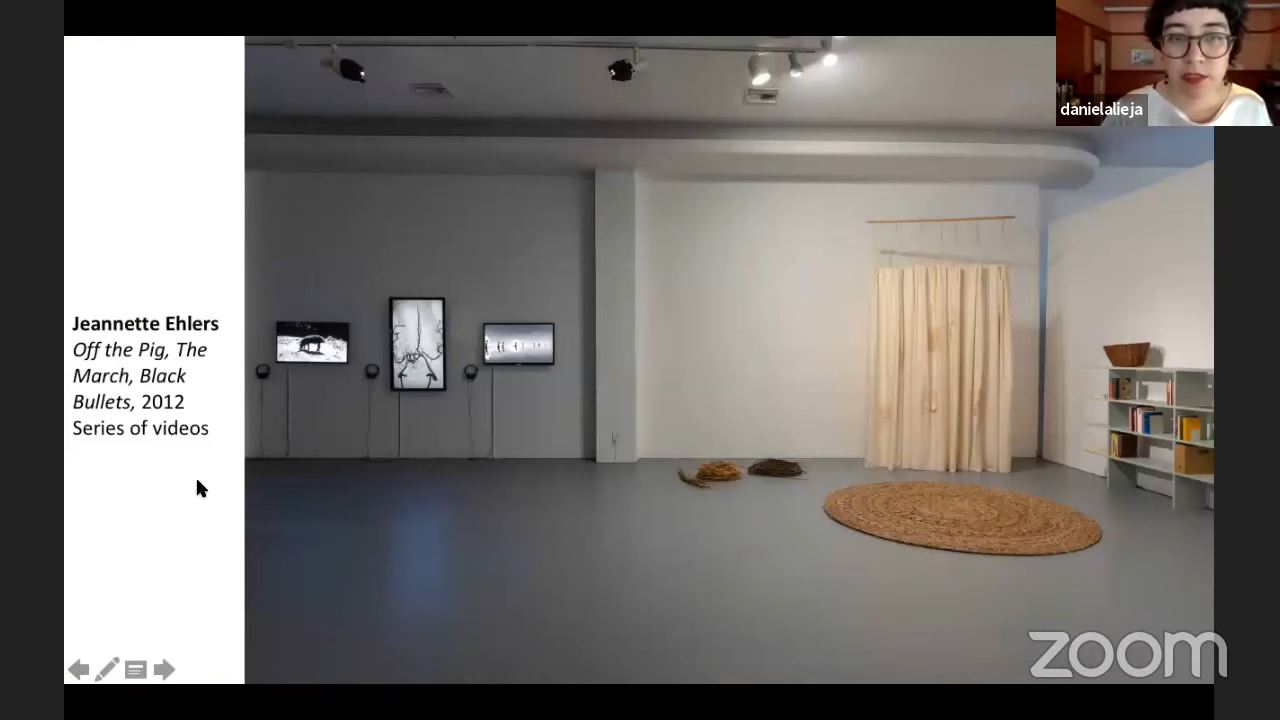 danielalieja
Jeannette Ehlers
Off the Pig, The
March, Black
Bullets, 2012
Series of videos
zoom